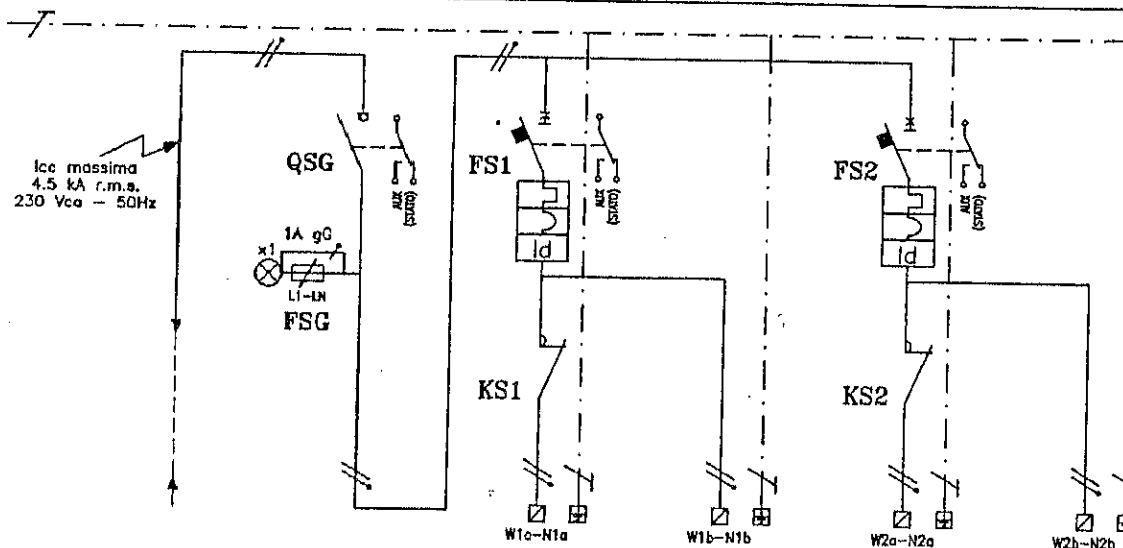 QSG
AUX
(STATO)
FS1
AUX
(STATO)
FS2
AUX
(STATO)
Icc massima
4.5 kA r.m.s.
230 Vca – 50Hz
1A gG
x1
L1-LN
FSG
Id
Id
KS1
KS2
W1a-N1a
W1b-N1b
W2a-N2a
W2b-N2b